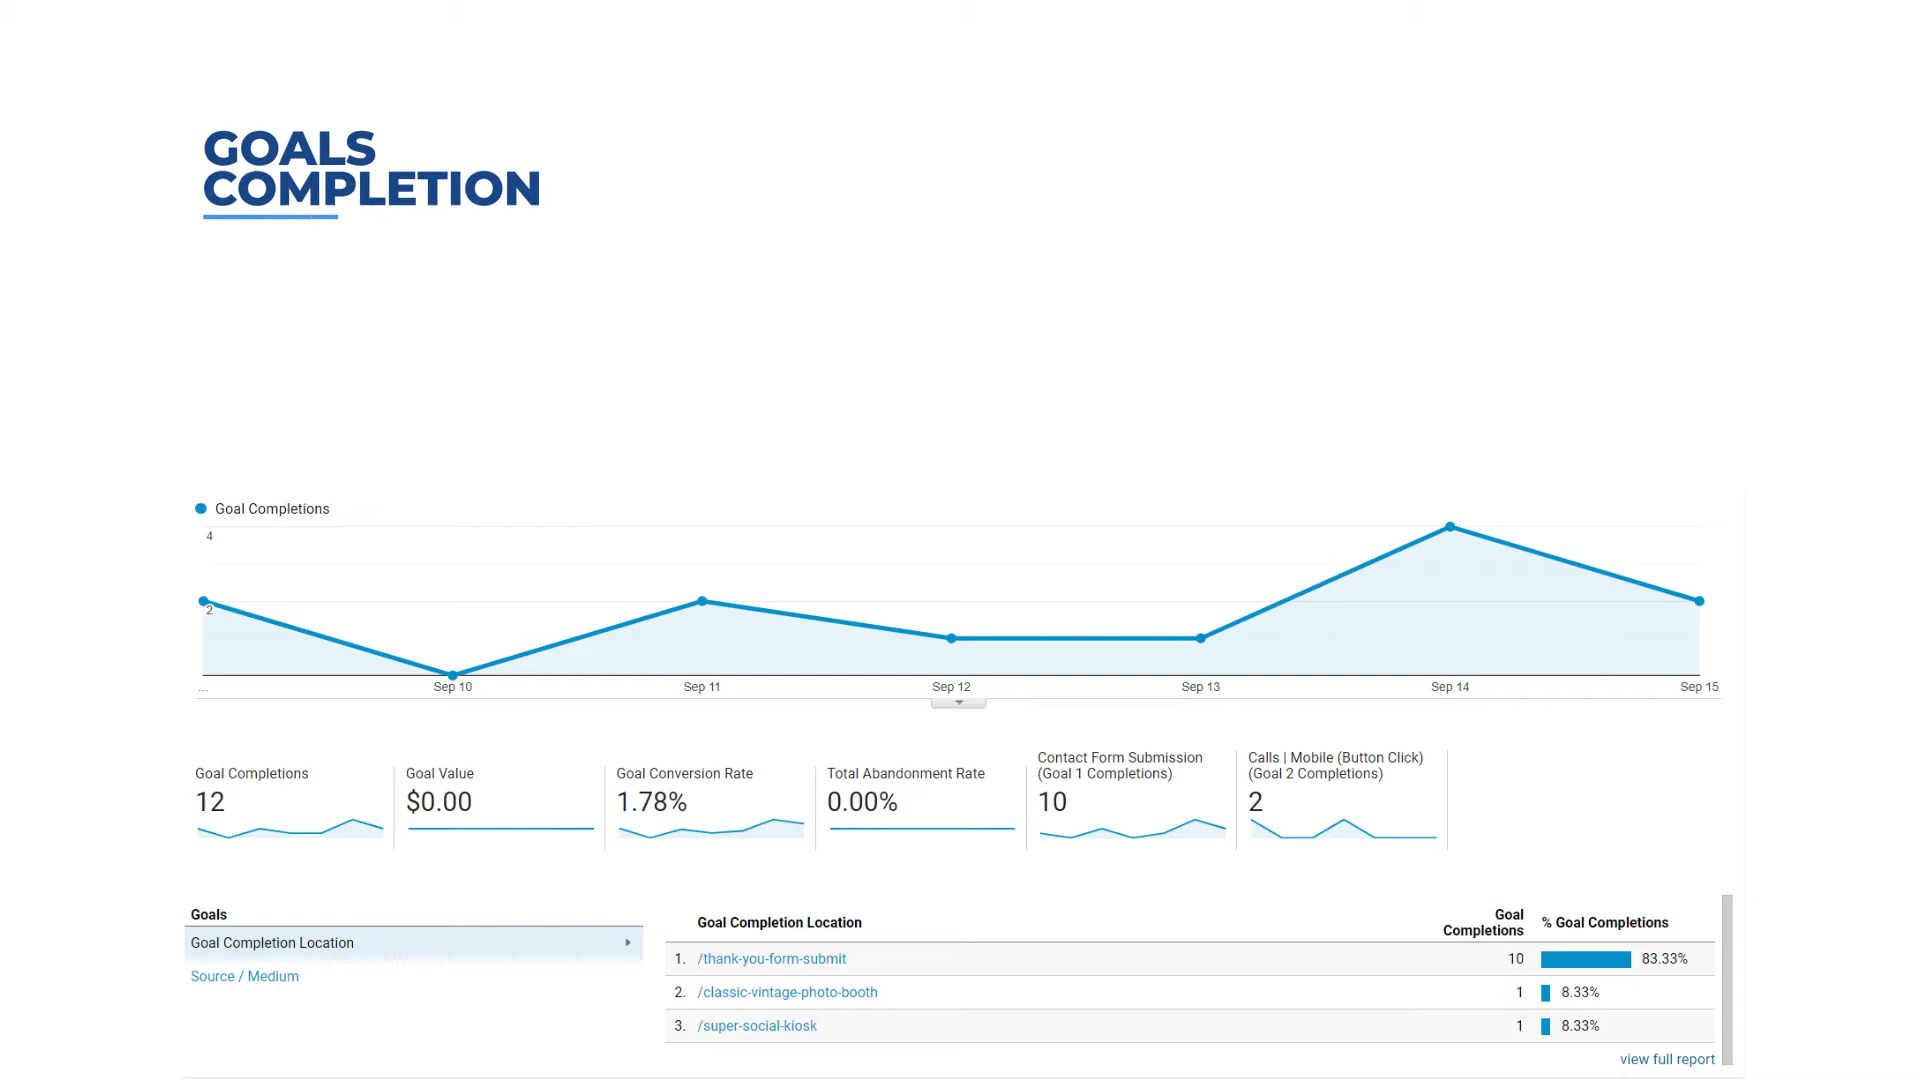 GOALS
COMPLETION
Goal Completions
4
2
... Sep 10 Sep 11 Sep 12 Sep 13 Sep 14 Sep 15
Goal Completions
12
Goal Value
$0.00
Goal Conversion Rate
1.78%
Total Abandonment Rate
0.00%
Contact Form Submission
(Goal 1 Completions)
10
Calls | Mobile (Button Click)
(Goal 2 Completions)
2
Goals
Goal Completion Location
Source / Medium
Goal Completion Location
Goal
Completions
% Goal Completions
1. /thank-you-form-submit 10 83.33%
2. /classic-vintage-photo-booth 1 8.33%
3. /super-social-kiosk 1 8.33%
view full report